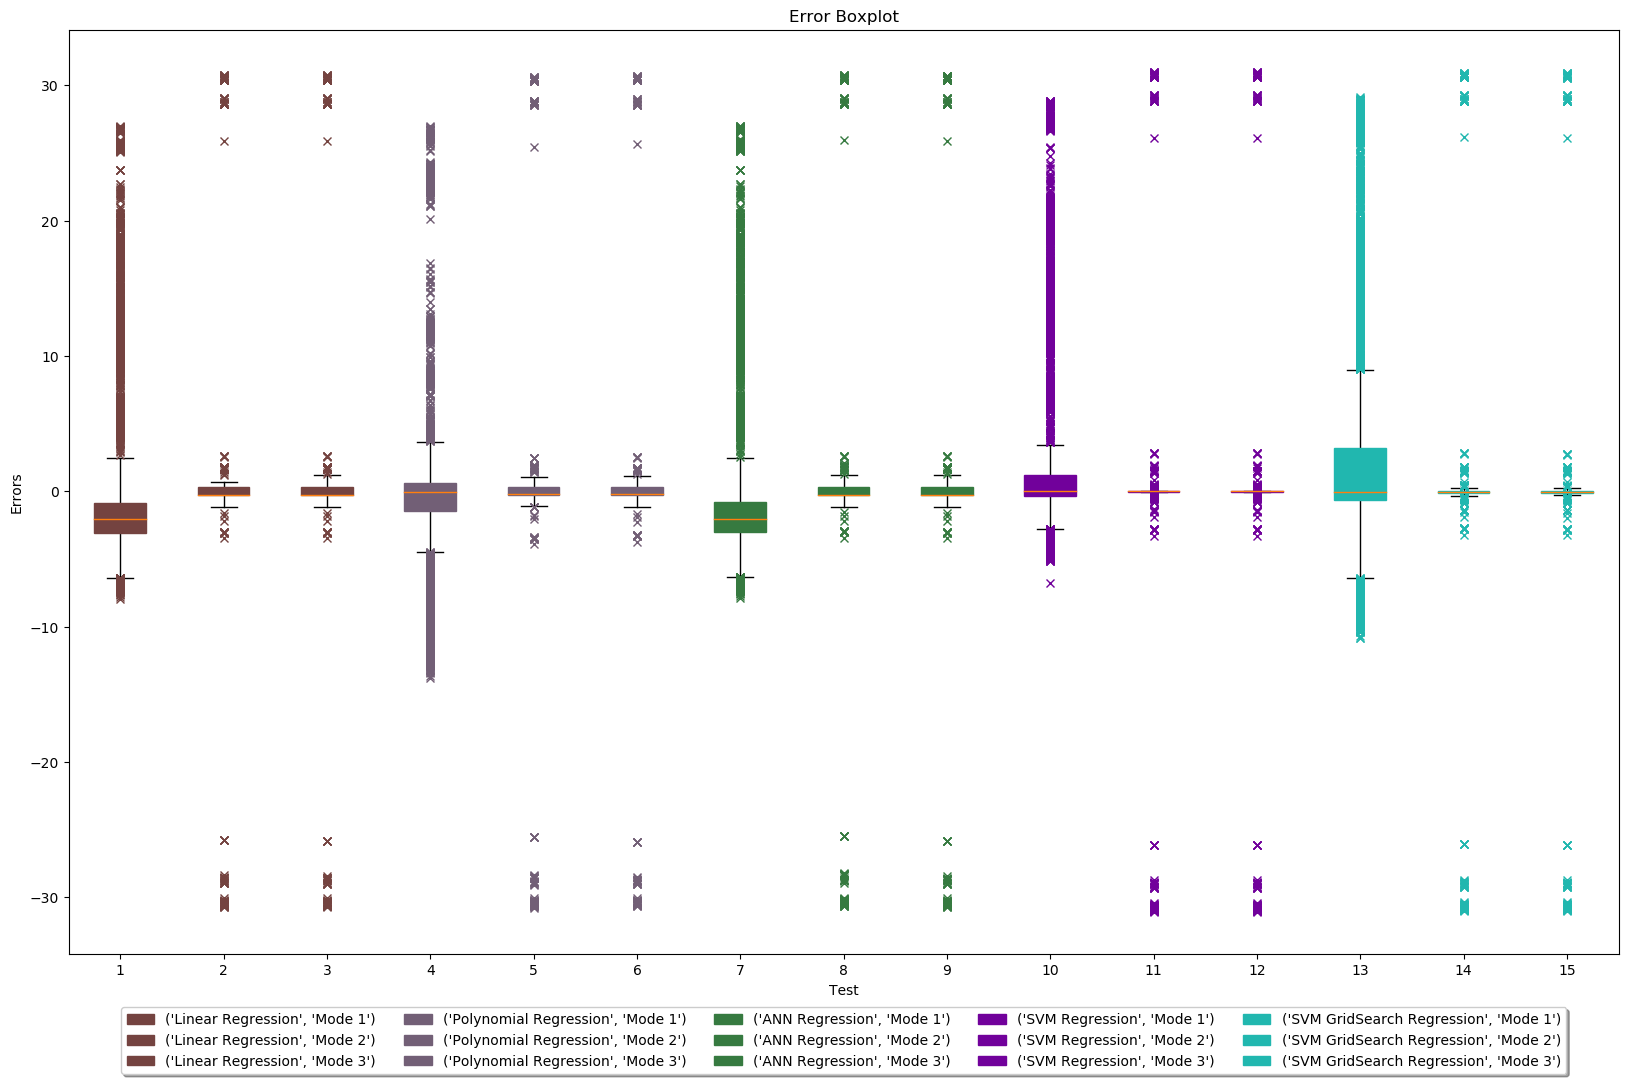 Error Boxplot
30
20
10
0
−10
−20
−30
Errors
1 2 3 4 5 6 7 8 9 10 11 12 13 14 15
Test
('Linear Regression', 'Mode 1') ('Polynomial Regression', 'Mode 1') ('ANN Regression', 'Mode 1') ('SVM Regression', 'Mode 1') ('SVM GridSearch Regression', 'Mode 1')
('Linear Regression', 'Mode 2') ('Polynomial Regression', 'Mode 2') ('ANN Regression', 'Mode 2') ('SVM Regression', 'Mode 2') ('SVM GridSearch Regression', 'Mode 2')
('Linear Regression', 'Mode 3') ('Polynomial Regression', 'Mode 3') ('ANN Regression', 'Mode 3') ('SVM Regression', 'Mode 3') ('SVM GridSearch Regression', 'Mode 3')